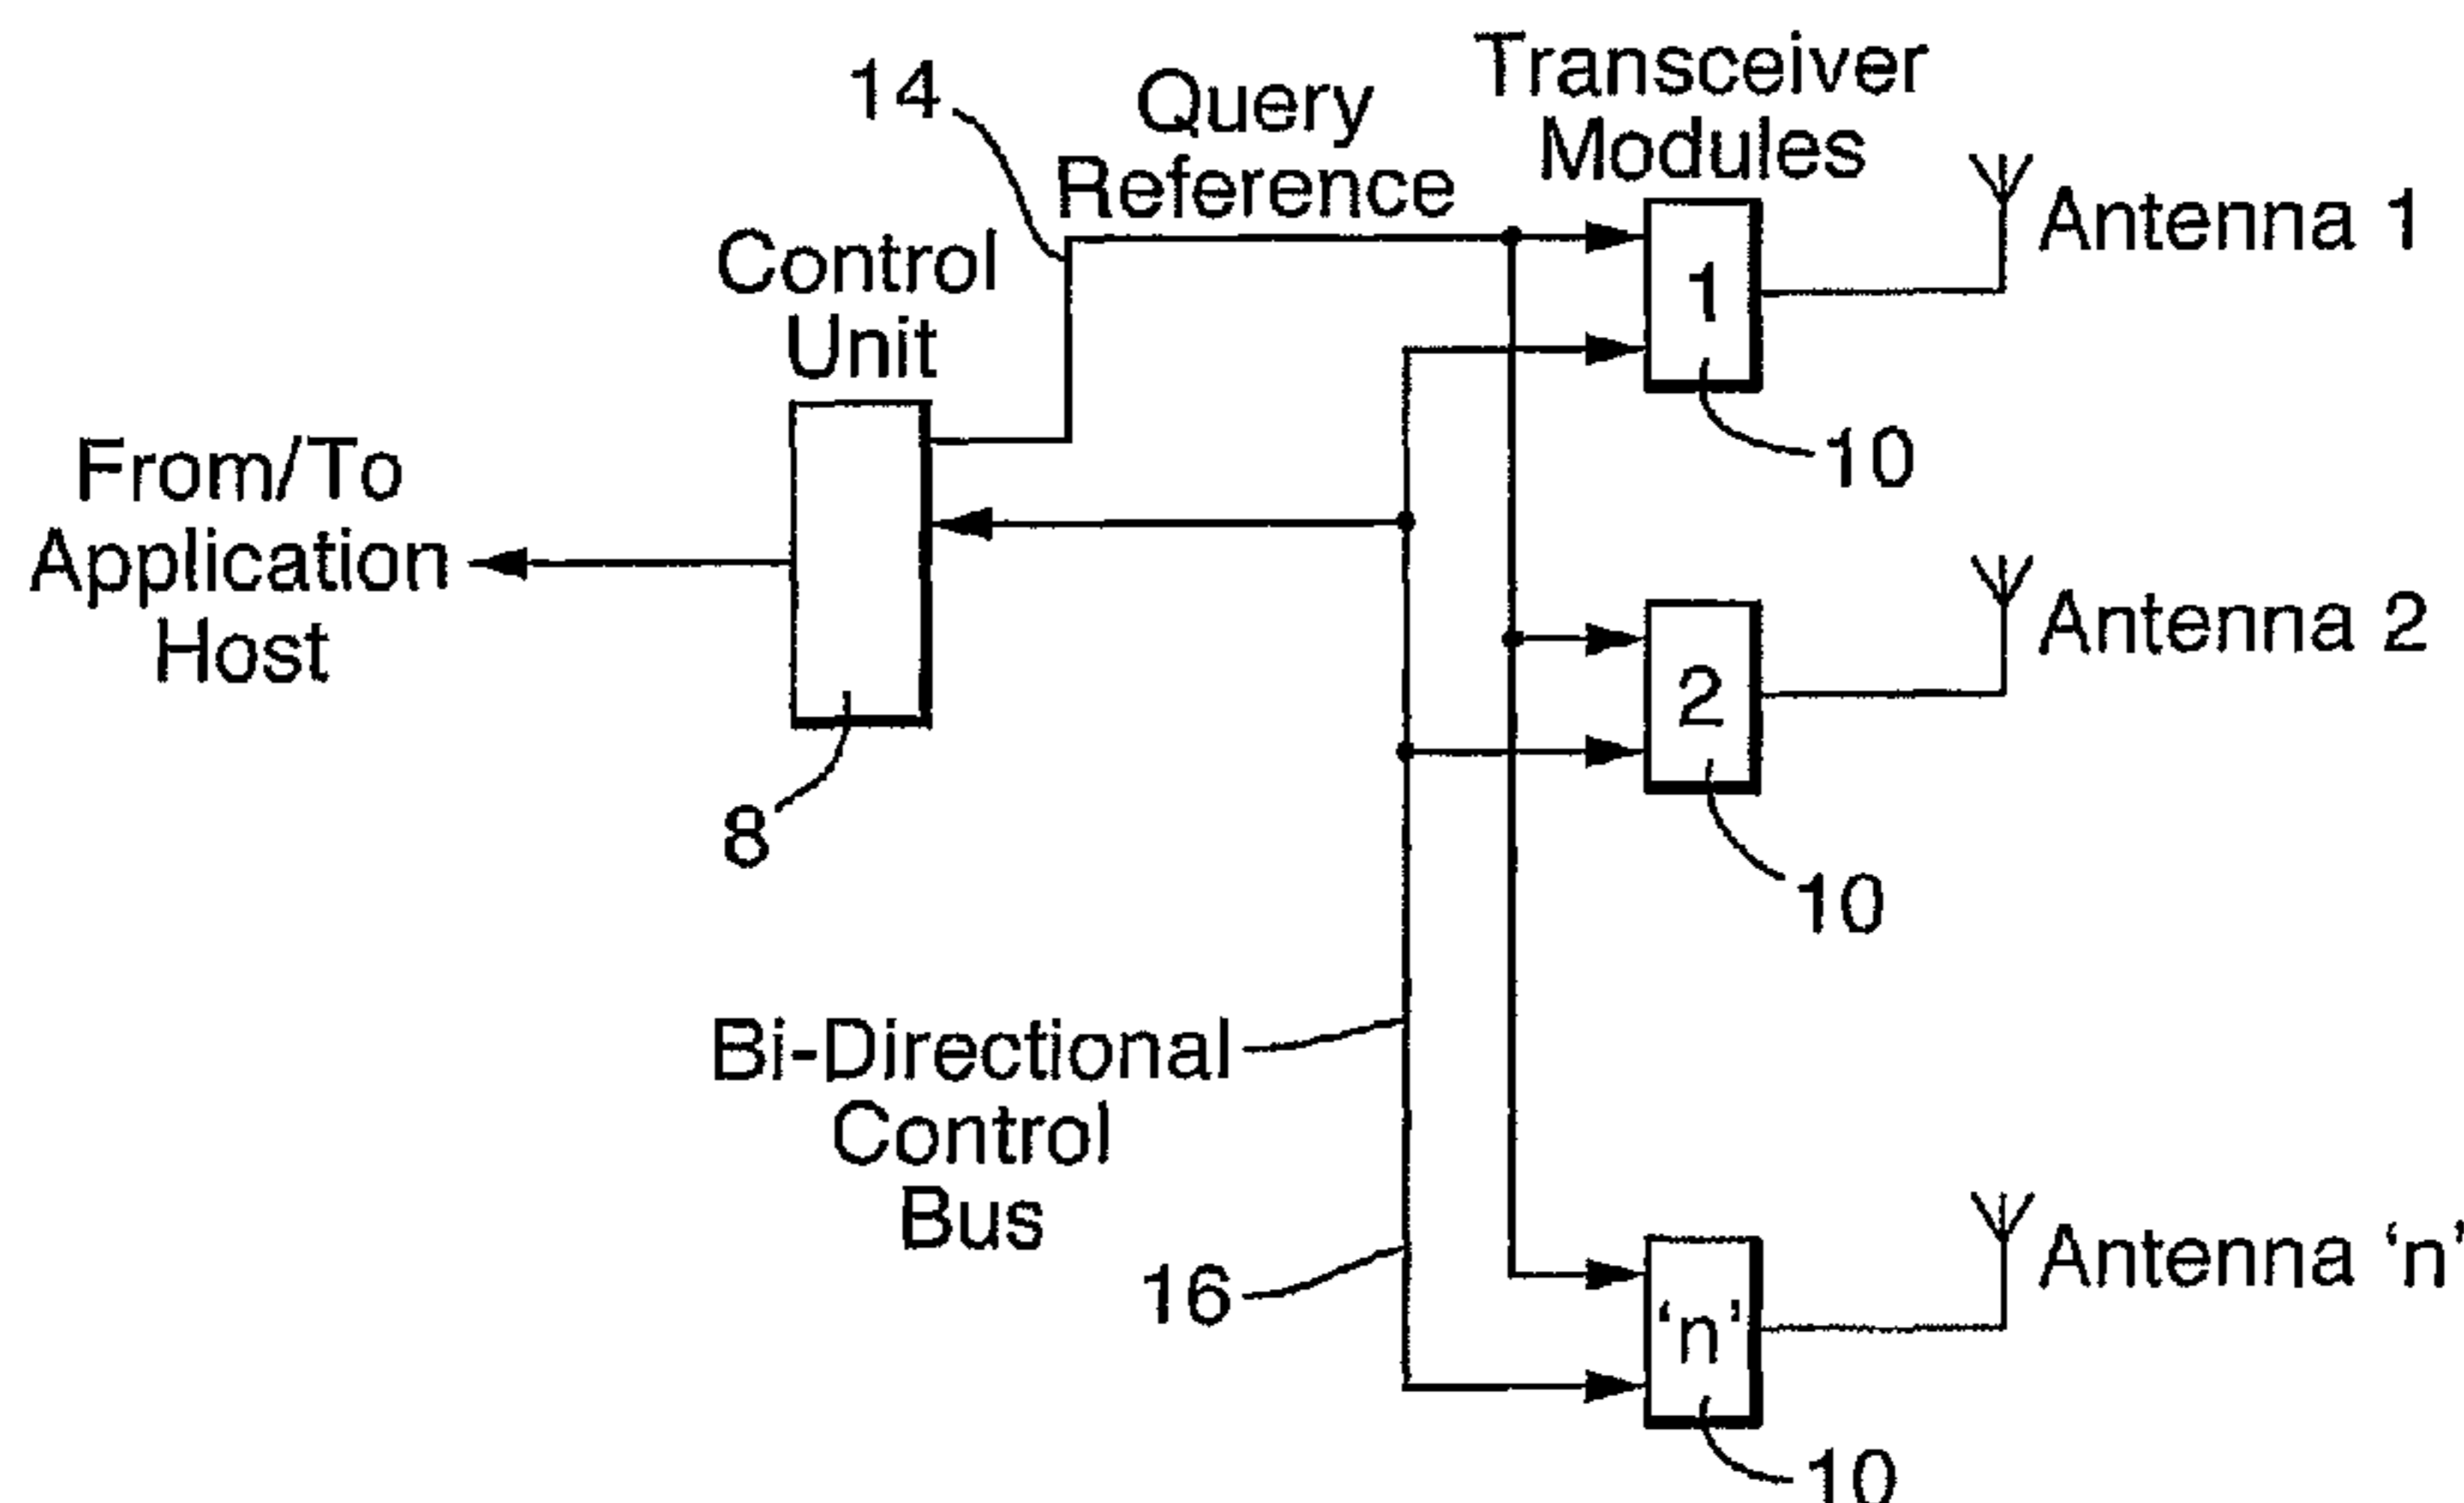 14
Query
Reference
Transceiver
Modules
Antenna 1
Control
Unit
1
10
From/To
Application
Host
8
2
Antenna 2
10
Bi-Directional
Control
Bus
16
'n'
Antenna 'n'
10